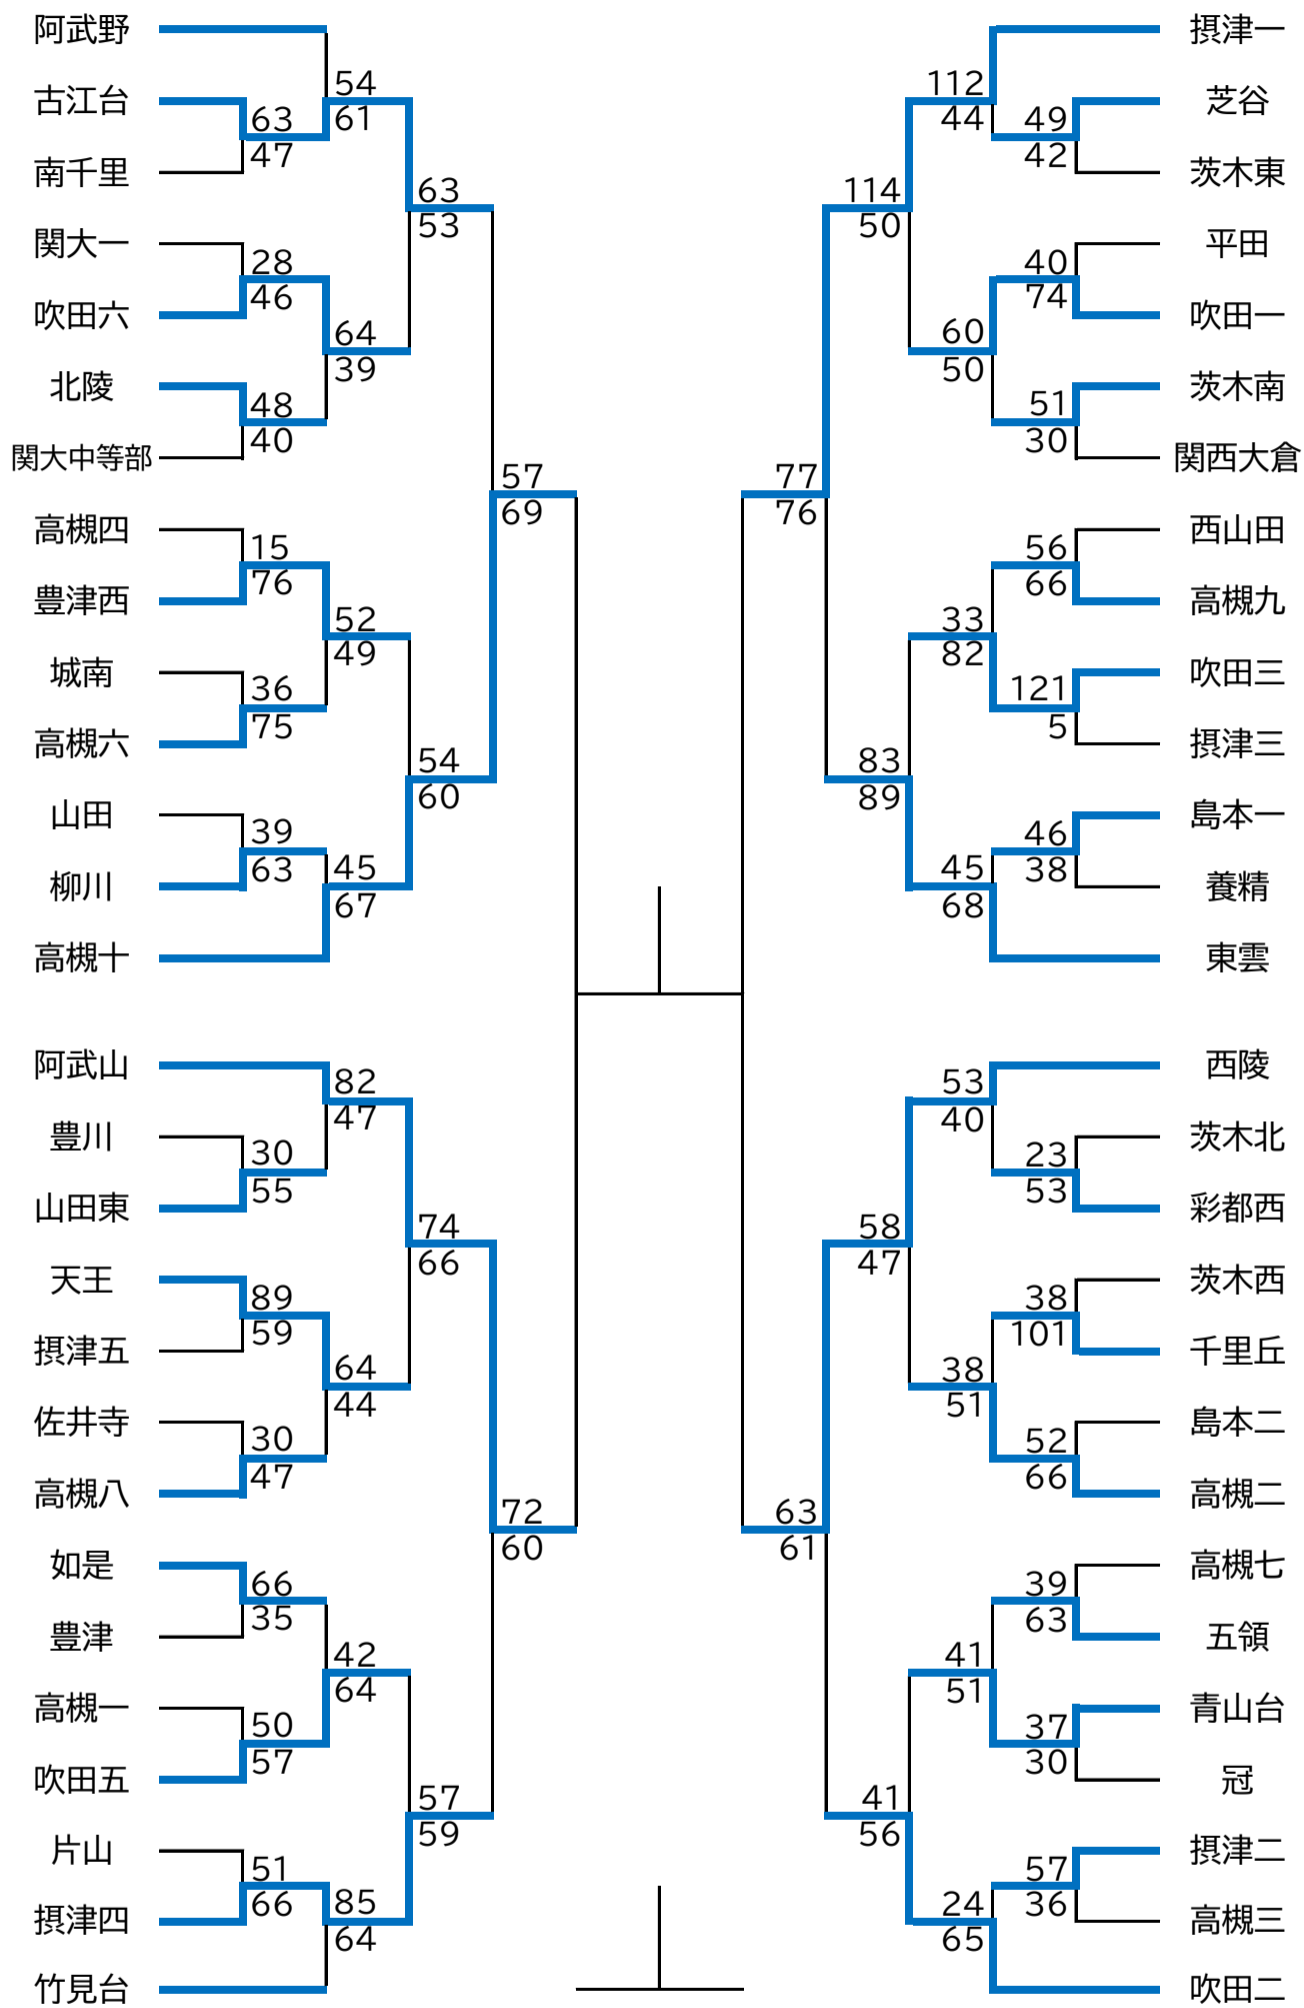 阿武野
古江台
南千里
関大一
吹田六
北陵
関大中等部
高槻四
豊津西
城南
高槻六
山田
柳川
高槻十
54
61
63
47
63
53
28
46
64
39
48
40
57
69
15
76
52
49
36
75
54
60
39
63
45
67
摂津一
芝谷
茨木東
平田
吹田一
茨木南
関西大倉
西山田
高槻九
吹田三
摂津三
島本一
養精
東雲
112
44
49
42
114
50
40
74
60
50
51
30
77
76
56
66
33
82
121
5
83
89
46
38
45
68
阿武山
豊川
山田東
天王
摂津五
佐井寺
高槻八
如是
豊津
高槻一
吹田五
片山
摂津四
竹見台
82
47
30
55
74
66
89
59
64
44
30
47
72
60
66
35
42
64
50
57
57
59
51
66
85
64
西陵
茨木北
彩都西
茨木西
千里丘
島本二
高槻二
高槻七
五領
青山台
冠
摂津二
高槻三
吹田二
53
40
23
53
58
47
38
101
38
51
52
66
63
61
39
63
41
51
37
30
41
56
57
36
24
65